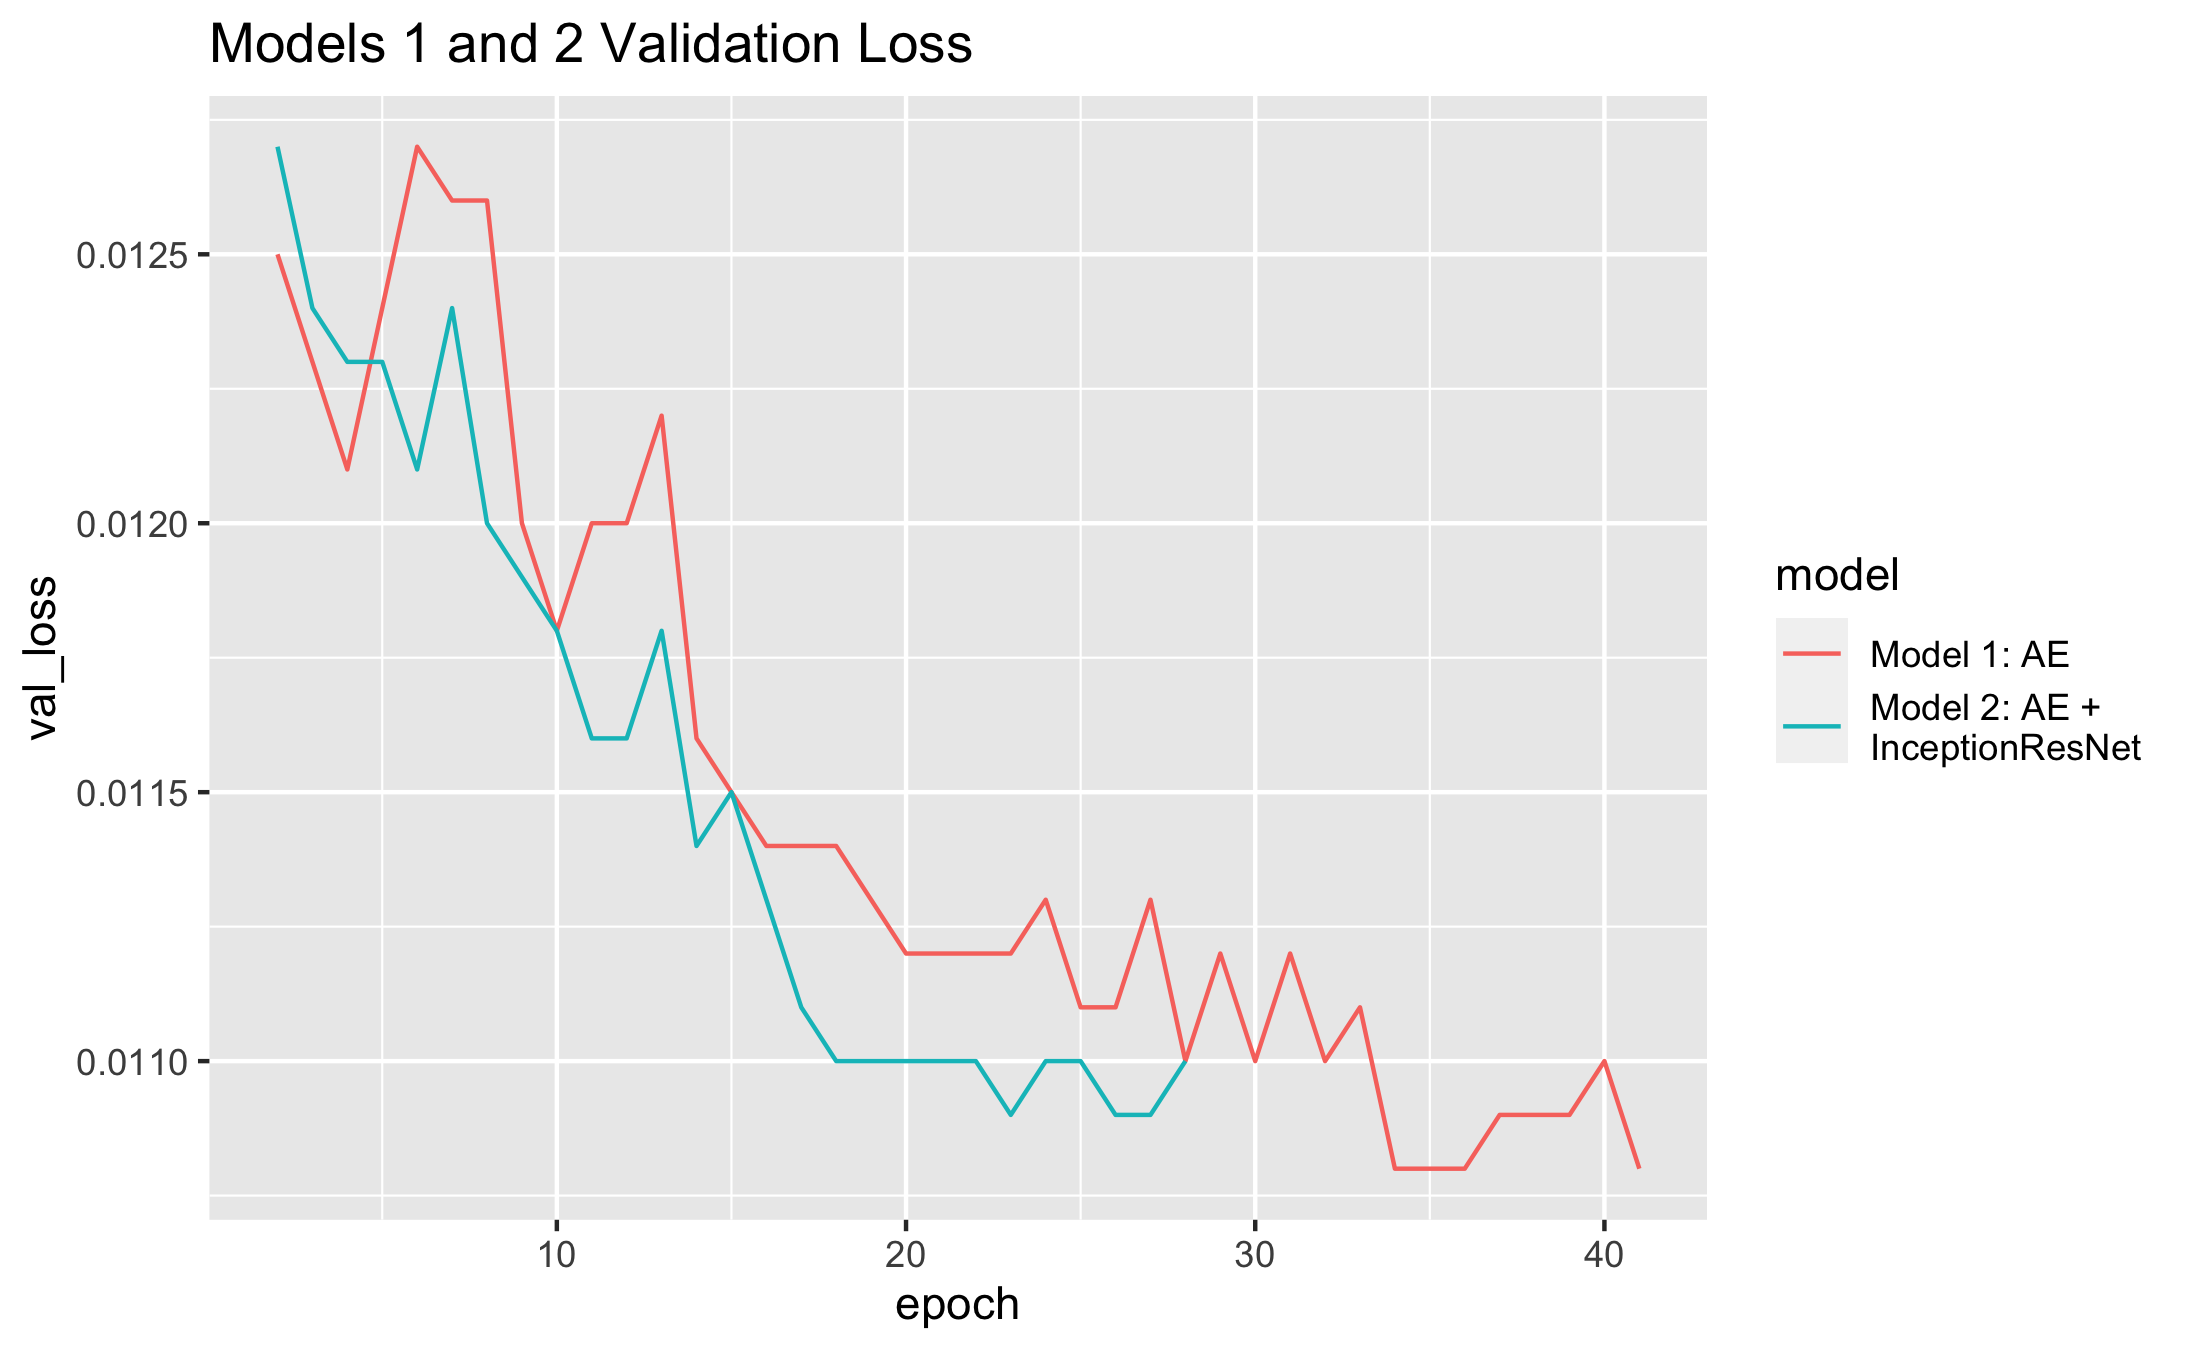 Models 1 and 2 Validation Loss
0.0125
0.0120
0.0115
0.0110
val_loss
10 20 30 40
epoch
model
Model 1: AE
Model 2: AE +
InceptionResNet